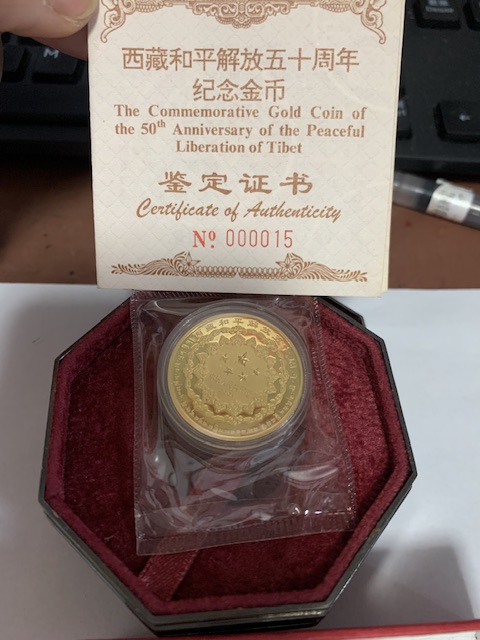 西藏和平解放五十周年
纪念金币
The Commemorative Gold Coin of
the 50th Anniversary of the Peaceful
Liberation of Tibet
鉴定证书
Certificate of Authenticity
Nº 000015